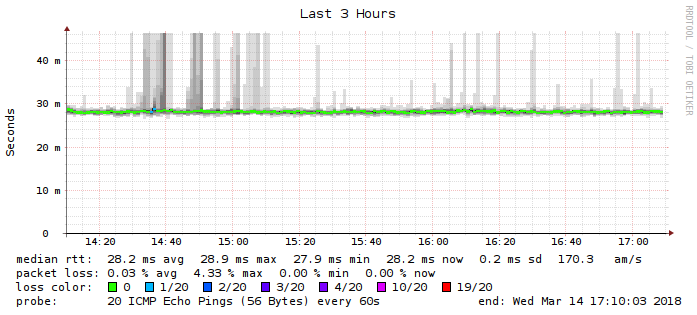 Last 3 Hours
RRDTOOL / TOBI OETIKER
Seconds
40 m
30 m
20 m
10 m
0
14:20 14:40 15:00 15:20 15:40 16:00 16:20 16:40 17:00
median rtt: 28.2 ms avg 28.9 ms max 27.9 ms min 28.2 ms now 0.2 ms sd 170.3 am/s
packet loss: 0.03 % avg 4.33 % max 0.00 % min 0.00 % now
loss color: 0 1/20 2/20 3/20 4/20 10/20 19/20
probe: 20 ICMP Echo Pings (56 Bytes) every 60s end: Wed Mar 14 17:10:03 2018